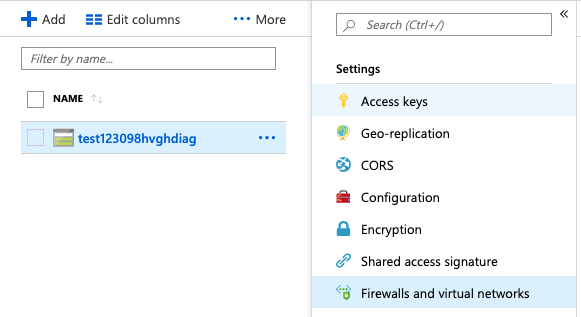 Add Edit columns More
Filter by name...
NAME
test123098hvghdiag
Search (Ctrl+/)
Settings
Access keys
Geo-replication
CORS
Configuration
Encryption
Shared access signature
Firewalls and virtual networks